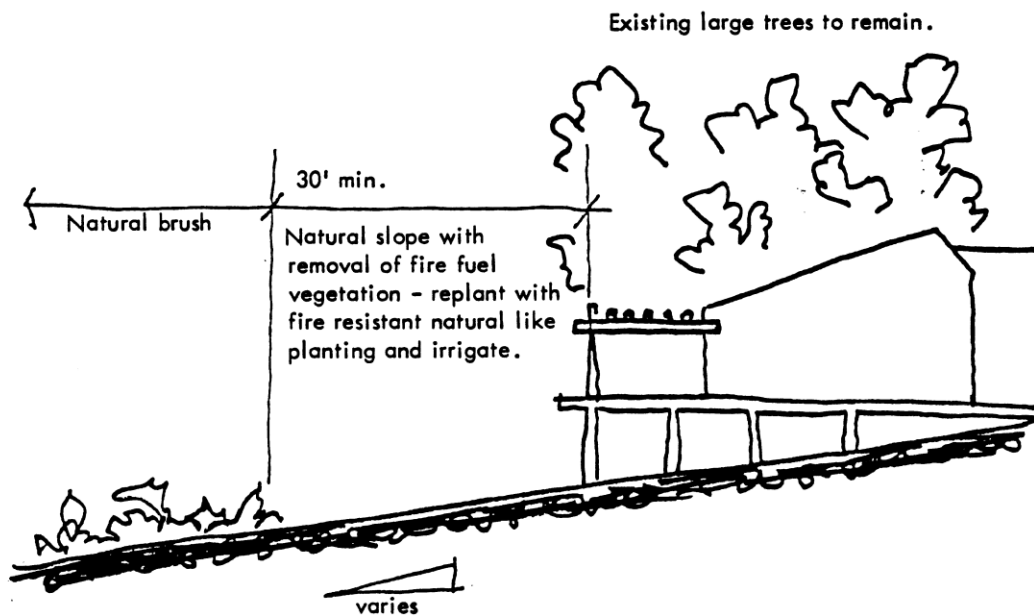 Existing large trees to remain.
30' min.
Natural brush
Natural slope with
removal of fire fuel
vegetation - replant with
fire resistant natural like
planting and irrigate.
varies